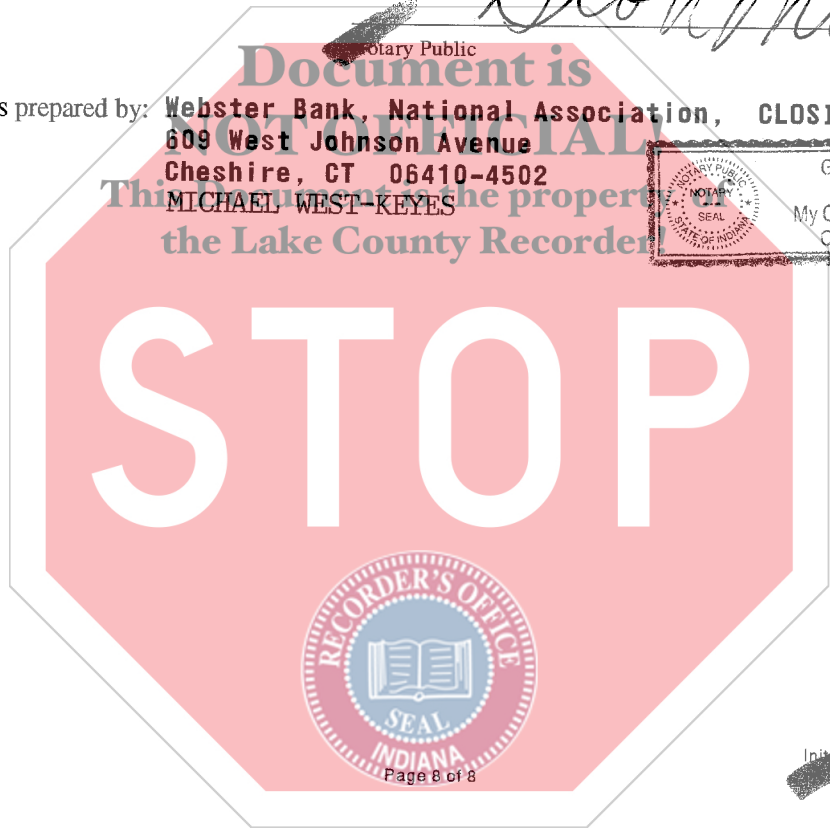 Notary Public
Document is
s prepared by: Webster Bank, National Association, CLOSI
NOT OFFICIAL!
609 West Johnson Avenue
Cheshire, CT 06410-4502
This Document is the property of
MICHAEL WEST-KEYES
the Lake County Recorder!
NOTARY PUBLIC
NOTARY
SEAL
STATE OF INDIANA
G
My C
C
STOP
RECORDER'S OFFICE
SEAL
INDIANA
Page 8 of 8
Init